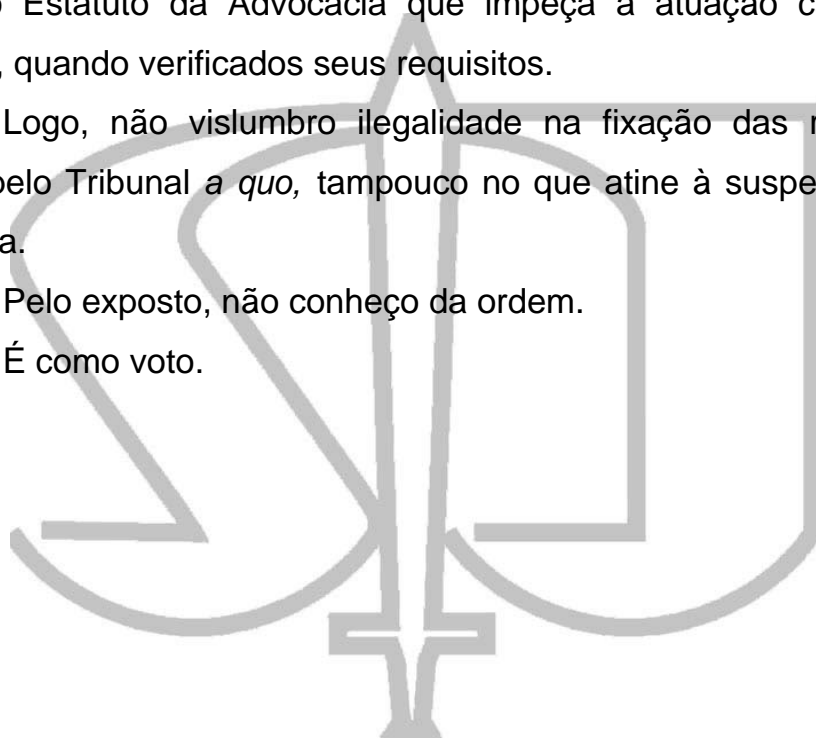 Estatuto da Advocacia que impeça a atuação
, quando verificados seus requisitos.
Logo, não vislumbro ilegalidade na fixação das
pelo Tribunal a quo, tampouco no que atine à
Pelo exposto, não conheço da ordem.
É como voto.